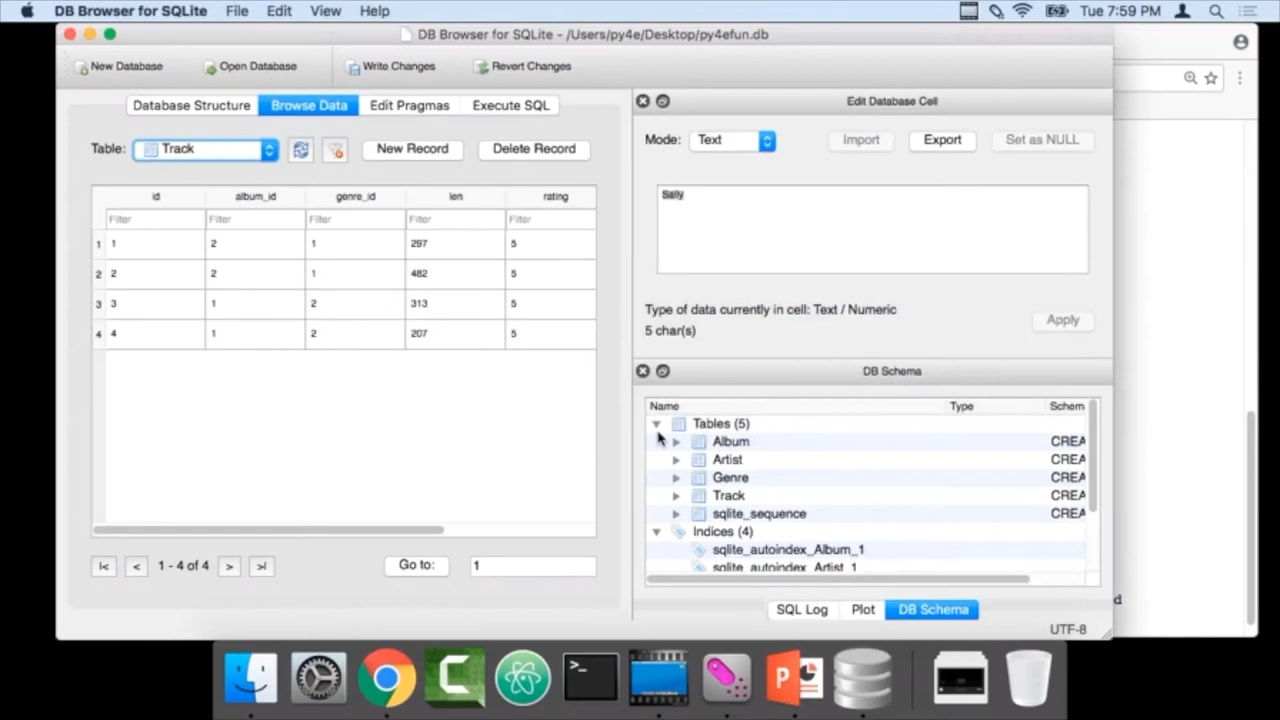 DB Browser for SQLite File Edit View Help Tue 7:59 PM
DB Browser for SQLite - /Users/py4e/Desktop/py4efun.db
New Database Open Database Write Changes Revert Changes
Database Structure Browse Data Edit Pragmas Execute SQL
Table: Track New Record Delete Record
id album_id genre_id len rating
Filter Filter Filter Filter Filter
1 1 2 1 297 5
2 2 2 1 482 5
3 3 1 2 313 5
4 4 1 2 207 5
|< < 1 - 4 of 4 > >| Go to: 1
Edit Database Cell
Mode: Text Import Export Set as NULL
Sally
Type of data currently in cell: Text / Numeric
5 char(s)
Apply
DB Schema
Name Type Schem
Tables (5)
Album CREA
Artist CREA
Genre CREA
Track CREA
sqlite_sequence CREA
Indices (4)
sqlite_autoindex_Album_1
sqlite_autoindex_Artist_1
SQL Log Plot DB Schema
UTF-8
d